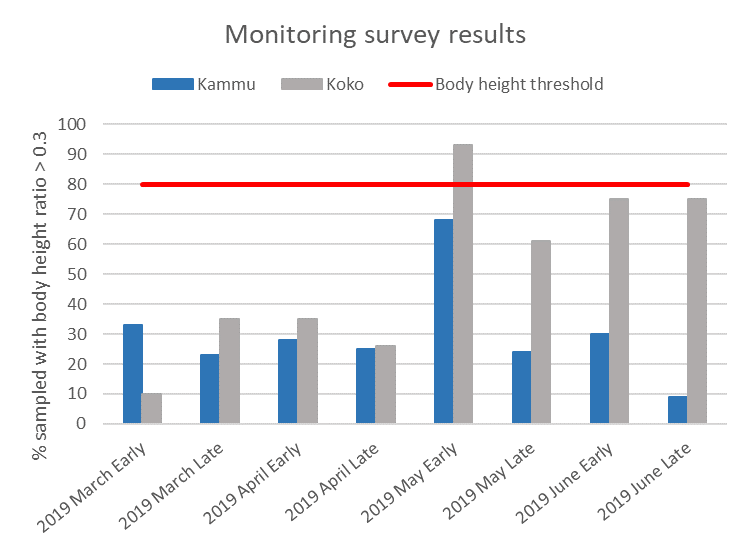 Monitoring survey results
Kammu Koko Body height threshold
% sampled with body height ratio > 0.3
100
90
80
70
60
50
40
30
20
10
0
2019 March Early
2019 March Late
2019 April Early
2019 April Late
2019 May Early
2019 May Late
2019 June Early
2019 June Late